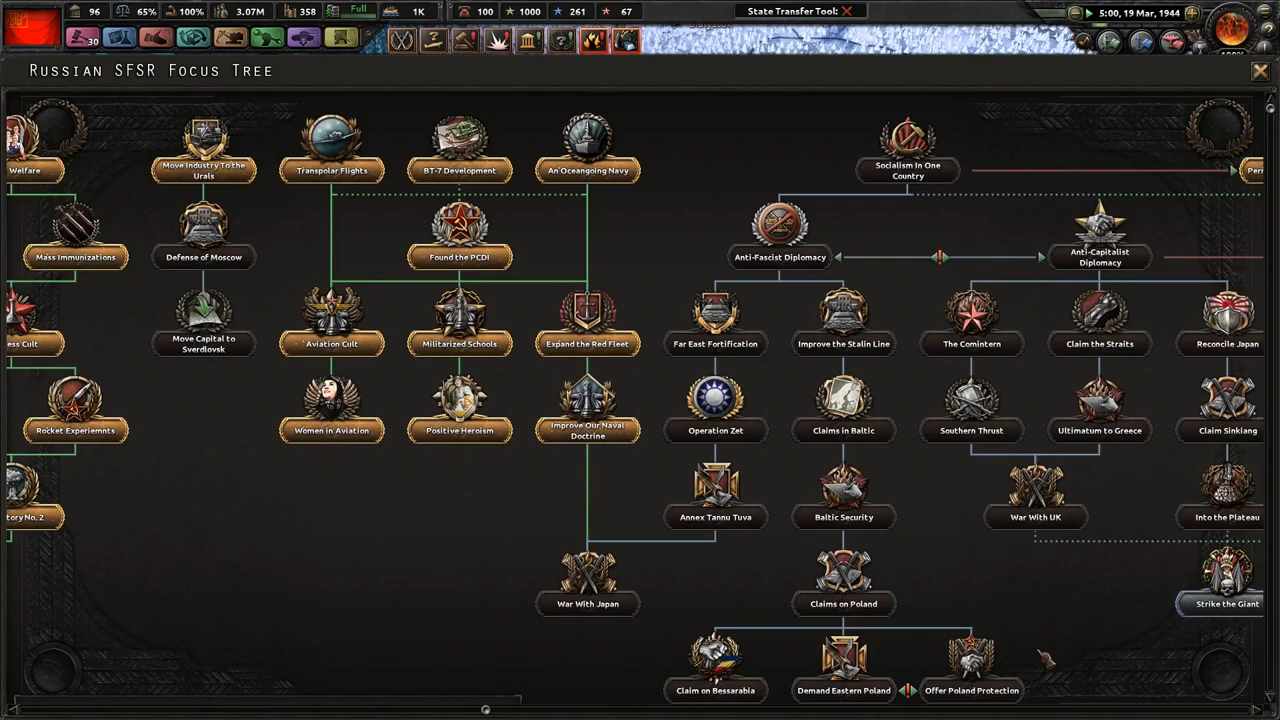 96 65% 100% 3.07M 358 Full 1K 100 1000 261 67 State Transfer Tool: 5:00, 19 Mar, 1944
30
Russian SFSR Focus Tree
Welfare Move Industry To the Urals Transpolar Flights BT-7 Development An Oceangoing Navy Socialism In One Country
Mass Immunizations Defense of Moscow Found the PCDI Anti-Fascist Diplomacy Anti-Capitalist Diplomacy
ess Cult Move Capital to Sverdlovsk Aviation Cult Militarized Schools Expand the Red Fleet Far East Fortification Improve the Stalin Line The Comintern Claim the Straits Reconcile Japan
Rocket Experiemnts Women in Aviation Positive Heroism Improve Our Naval Doctrine Operation Zet Claims in Baltic Southern Thrust Ultimatum to Greece Claim Sinkiang
tory No. 2 Annex Tannu Tuva Baltic Security War With UK Into the Plateau
War With Japan Claims on Poland Strike the Giant
Claim on Bessarabia Demand Eastern Poland Offer Poland Protection